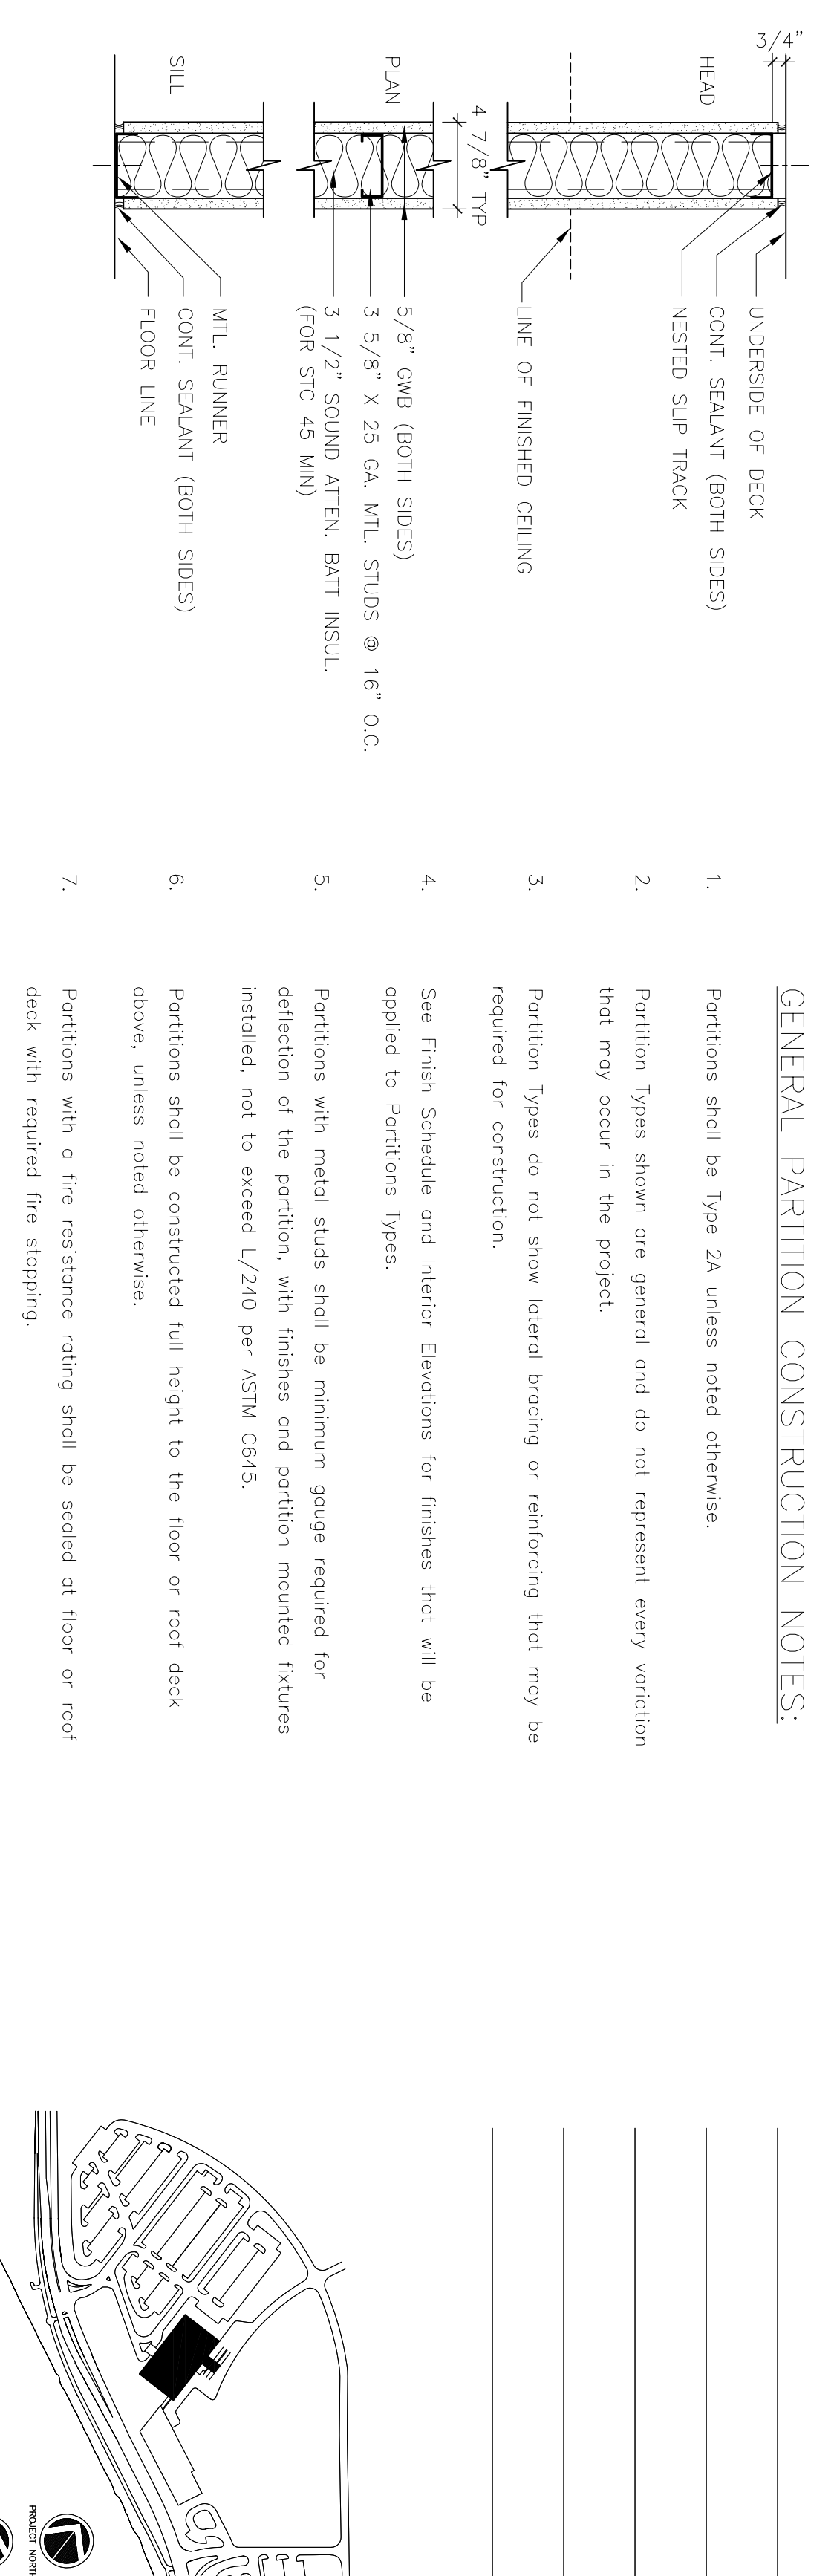 3/4"
HEAD
UNDERSIDE OF DECK
CONT. SEALANT (BOTH SIDES)
NESTED SLIP TRACK
LINE OF FINISHED CEILING
4 7/8" TYP
PLAN
5/8" GWB (BOTH SIDES)
3 5/8" X 25 GA. MTL. STUDS @ 16" O.C.
3 1/2" SOUND ATTEN. BATT INSUL.
(FOR STC 45 MIN)
SILL
MTL. RUNNER
CONT. SEALANT (BOTH SIDES)
FLOOR LINE
GENERAL PARTITION CONSTRUCTION NOTES:
1. Partitions shall be Type 2A unless noted otherwise.
2. Partition Types shown are general and do not represent every variation
that may occur in the project.
3. Partition Types do not show lateral bracing or reinforcing that may be
required for construction.
4. See Finish Schedule and Interior Elevations for finishes that will be
applied to Partitions Types.
5. Partitions with metal studs shall be minimum gauge required for
deflection of the partition, with finishes and partition mounted fixtures
installed, not to exceed L/240 per ASTM C645.
6. Partitions shall be constructed full height to the floor or roof deck
above, unless noted otherwise.
7. Partitions with a fire resistance rating shall be sealed at floor or roof
deck with required fire stopping.
PROJECT NORTH